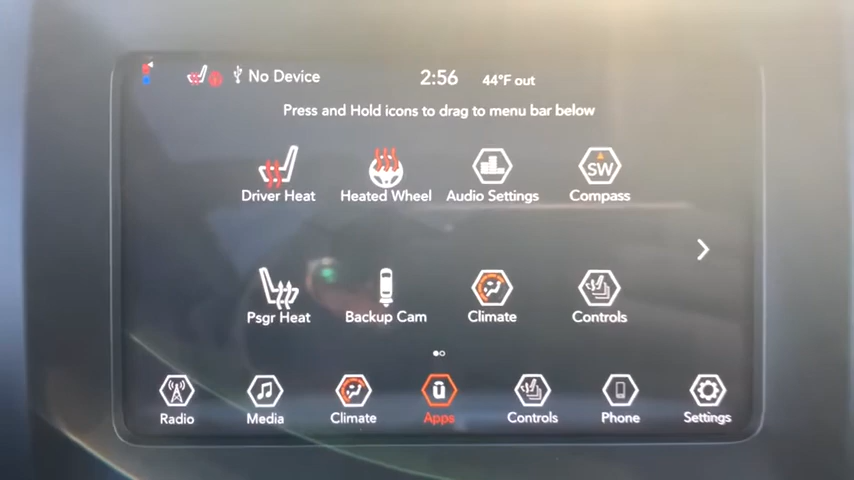 No Device 2:56 44°F out
Press and Hold icons to drag to menu bar below
SW
Driver Heat Heated Wheel Audio Settings Compass
Psgr Heat Backup Cam Climate Controls
ū
Radio Media Climate Apps Controls Phone Settings